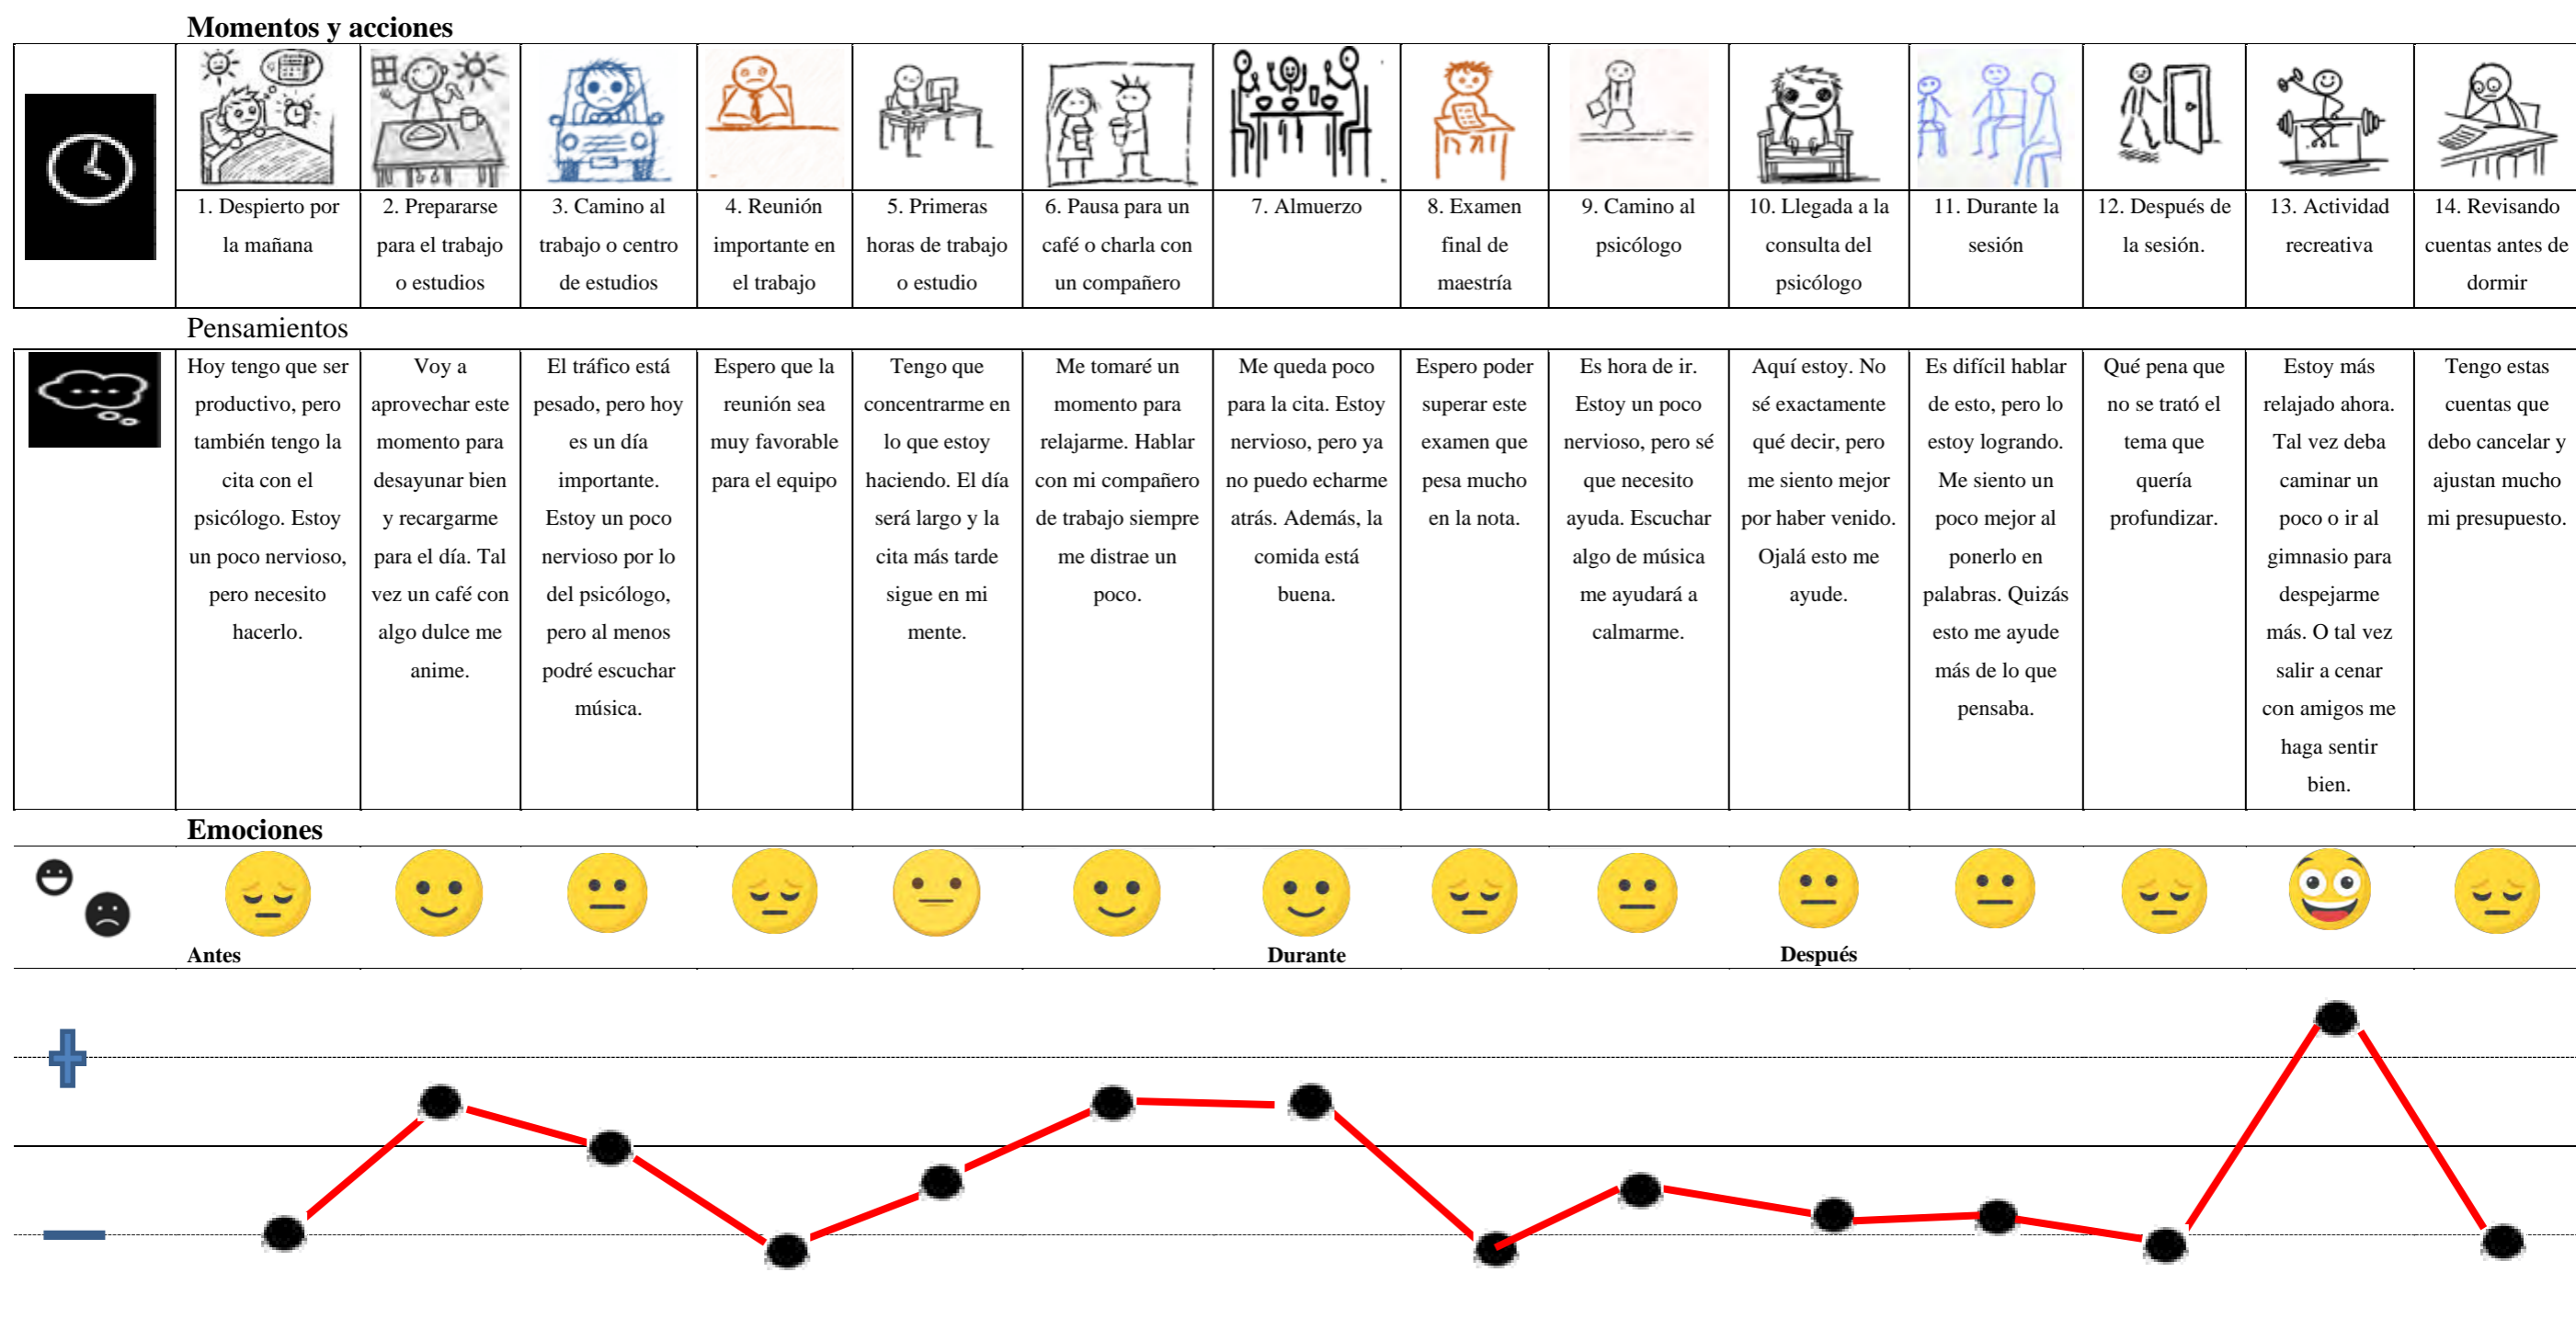 Momentos y acciones
1. Despierto por
la mañana
2. Prepararse
para el trabajo
o estudios
3. Camino al
trabajo o centro
de estudios
4. Reunión
importante en
el trabajo
5. Primeras
horas de trabajo
o estudio
6. Pausa para un
café o charla con
un compañero
7. Almuerzo
8. Examen
final de
maestría
9. Camino al
psicólogo
10. Llegada a la
consulta del
psicólogo
11. Durante la
sesión
12. Después de
la sesión.
13. Actividad
recreativa
14. Revisando
cuentas antes de
dormir
Pensamientos
Hoy tengo que ser
productivo, pero
también tengo la
cita con el
psicólogo. Estoy
un poco nervioso,
pero necesito
hacerlo.
Voy a
aprovechar este
momento para
desayunar bien
y recargarme
para el día. Tal
vez un café con
algo dulce me
anime.
El tráfico está
pesado, pero hoy
es un día
importante.
Estoy un poco
nervioso por lo
del psicólogo,
pero al menos
podré escuchar
música.
Espero que la
reunión sea
muy favorable
para el equipo
Tengo que
concentrarme en
lo que estoy
haciendo. El día
será largo y la
cita más tarde
sigue en mi
mente.
Me tomaré un
momento para
relajarme. Hablar
con mi compañero
de trabajo siempre
me distrae un
poco.
Me queda poco
para la cita. Estoy
nervioso, pero ya
no puedo echarme
atrás. Además, la
comida está
buena.
Espero poder
superar este
examen que
pesa mucho
en la nota.
Es hora de ir.
Estoy un poco
nervioso, pero sé
que necesito
ayuda. Escuchar
algo de música
me ayudará a
calmarme.
Aquí estoy. No
sé exactamente
qué decir, pero
me siento mejor
por haber venido.
Ojalá esto me
ayude.
Es difícil hablar
de esto, pero lo
estoy logrando.
Me siento un
poco mejor al
ponerlo en
palabras. Quizás
esto me ayude
más de lo que
pensaba.
Qué pena que
no se trató el
tema que
quería
profundizar.
Estoy más
relajado ahora.
Tal vez deba
caminar un
poco o ir al
gimnasio para
despejarme
más. O tal vez
salir a cenar
con amigos me
haga sentir
bien.
Tengo estas
cuentas que
debo cancelar y
ajustan mucho
mi presupuesto.
Emociones
Antes
Durante
Después